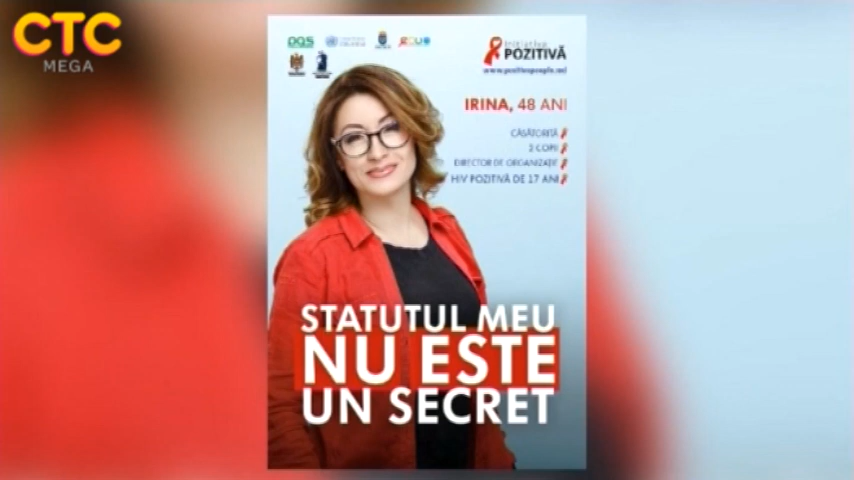 CTC
MEGA
Inițiativa
POZITIVĂ
www.positivepeople.md
IRINA, 48 ANI
CĂSĂTORITĂ
2 COPII
DIRECTOR DE ORGANIZAȚIE
HIV POZITIVĂ DE 17 ANI
STATUTUL MEU
NU ESTE
UN SECRET